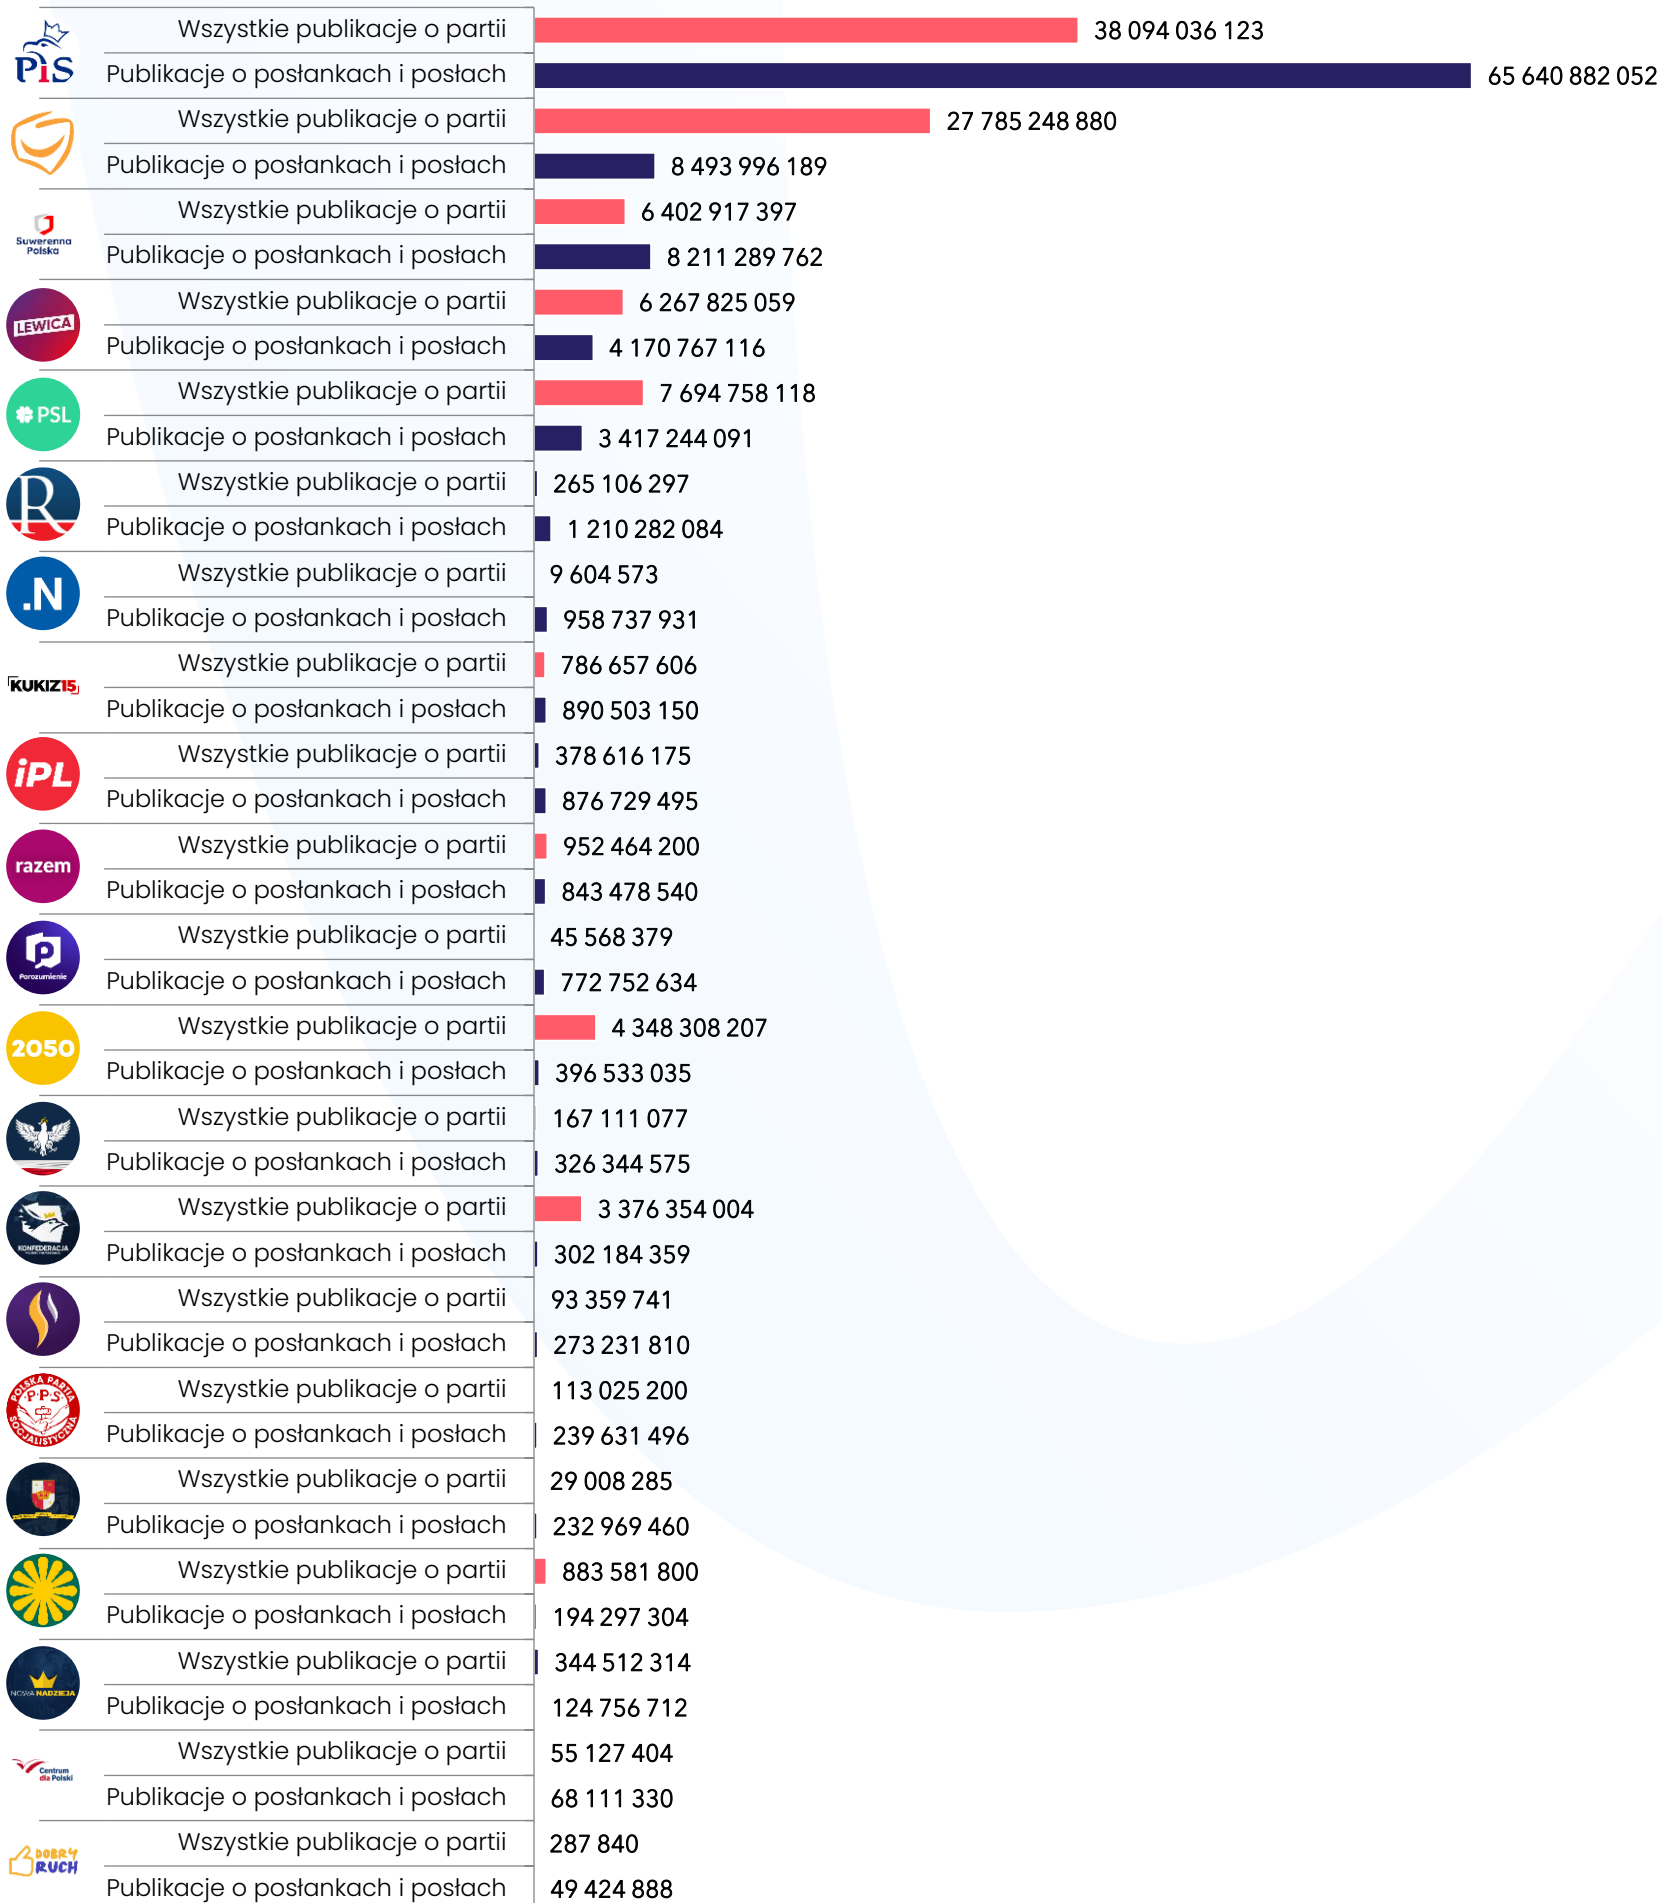 PiS
Wszystkie publikacje o partii 38 094 036 123
Publikacje o posłankach i posłach 65 640 882 052
Wszystkie publikacje o partii 27 785 248 880
Publikacje o posłankach i posłach 8 493 996 189
Suwerenna
Polska
Wszystkie publikacje o partii 6 402 917 397
Publikacje o posłankach i posłach 8 211 289 762
LEWICA
Wszystkie publikacje o partii 6 267 825 059
Publikacje o posłankach i posłach 4 170 767 116
PSL
Wszystkie publikacje o partii 7 694 758 118
Publikacje o posłankach i posłach 3 417 244 091
R
Wszystkie publikacje o partii 265 106 297
Publikacje o posłankach i posłach 1 210 282 084
.N
Wszystkie publikacje o partii 9 604 573
Publikacje o posłankach i posłach 958 737 931
KUKIZ15
Wszystkie publikacje o partii 786 657 606
Publikacje o posłankach i posłach 890 503 150
iPL
Wszystkie publikacje o partii 378 616 175
Publikacje o posłankach i posłach 876 729 495
razem
Wszystkie publikacje o partii 952 464 200
Publikacje o posłankach i posłach 843 478 540
Porozumienie
Wszystkie publikacje o partii 45 568 379
Publikacje o posłankach i posłach 772 752 634
2050
Wszystkie publikacje o partii 4 348 308 207
Publikacje o posłankach i posłach 396 533 035
Wszystkie publikacje o partii 167 111 077
Publikacje o posłankach i posłach 326 344 575
KONFEDERACJA
Wszystkie publikacje o partii 3 376 354 004
Publikacje o posłankach i posłach 302 184 359
Wszystkie publikacje o partii 93 359 741
Publikacje o posłankach i posłach 273 231 810
POLSKA PARTIA
P.P.S
SOCJALISTYCZNA
Wszystkie publikacje o partii 113 025 200
Publikacje o posłankach i posłach 239 631 496
Wszystkie publikacje o partii 29 008 285
Publikacje o posłankach i posłach 232 969 460
Wszystkie publikacje o partii 883 581 800
Publikacje o posłankach i posłach 194 297 304
NOWA NADZIEJA
Wszystkie publikacje o partii 344 512 314
Publikacje o posłankach i posłach 124 756 712
Centrum
dla Polski
Wszystkie publikacje o partii 55 127 404
Publikacje o posłankach i posłach 68 111 330
DOBRY
RUCH
Wszystkie publikacje o partii 287 840
Publikacje o posłankach i posłach 49 424 888